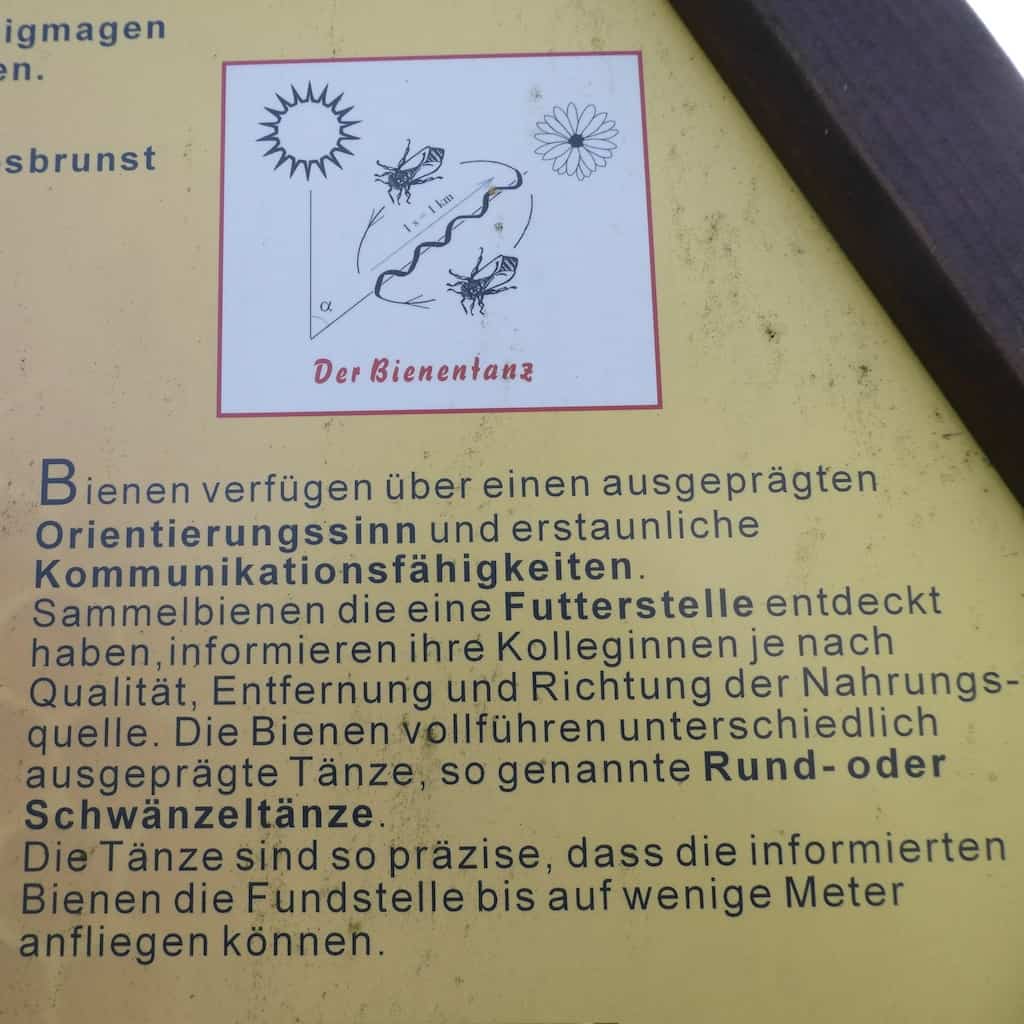 igmagen
en.
sbrunst
1 s = 1 km
α
Der Bienentanz
Bienen verfügen über einen ausgeprägten
Orientierungssinn und erstaunliche
Kommunikationsfähigkeiten.
Sammelbienen die eine Futterstelle entdeckt
haben,informieren ihre Kolleginnen je nach
Qualität, Entfernung und Richtung der Nahrungs-
quelle. Die Bienen vollführen unterschiedlich
ausgeprägte Tänze, so genannte Rund- oder
Schwänzeltänze.
Die Tänze sind so präzise, dass die informierten
Bienen die Fundstelle bis auf wenige Meter
anfliegen können.